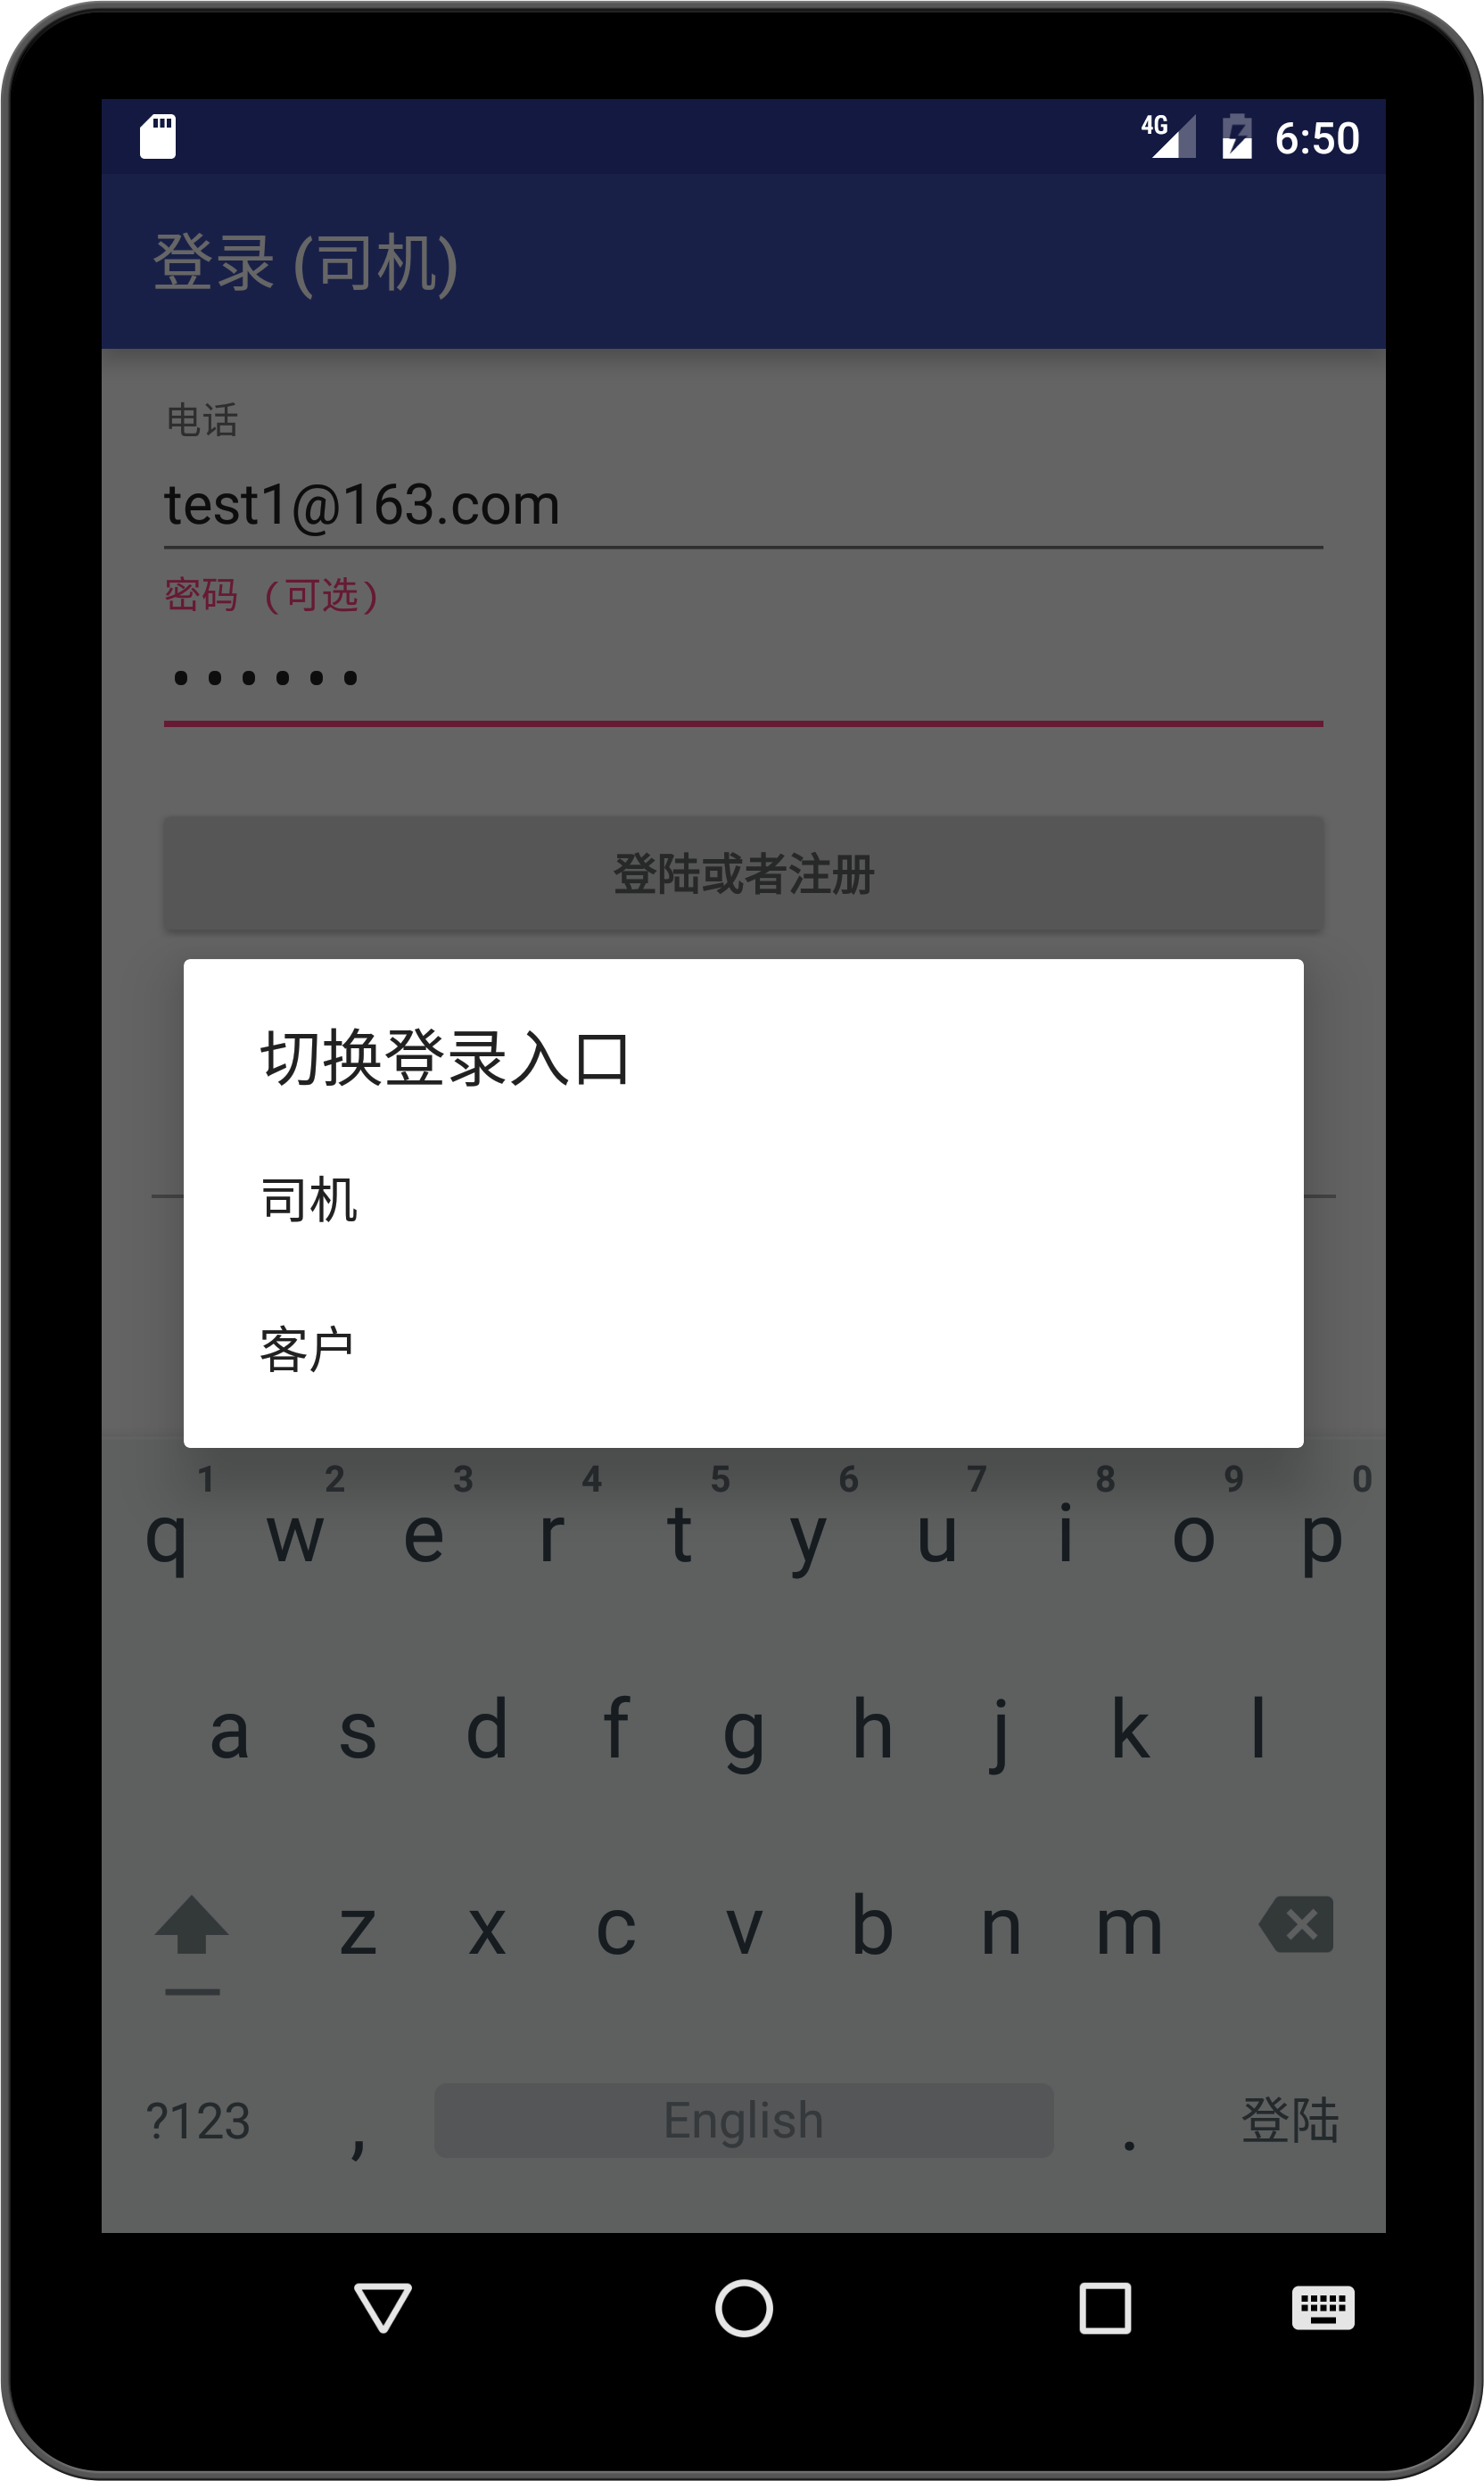 4G 6:50
登录 (司机)
电话
test1@163.com
密码 (可选)
••••••
登陆或者注册
切换登录入口
司机
客户
1 2 3 4 5 6 7 8 9 0
q w e r t y u i o p
a s d f g h j k l
z x c v b n m
?123 , English . 登陆